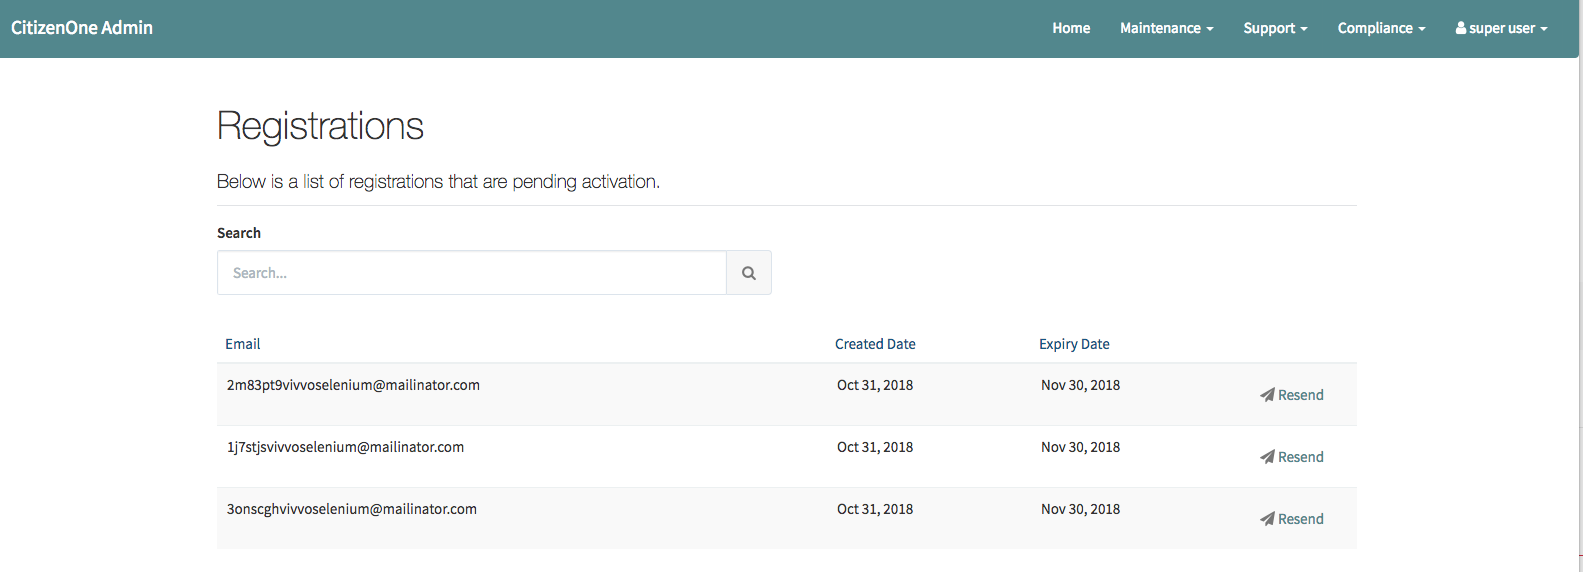 CitizenOne Admin
Home Maintenance Support Compliance super user
Registrations
Below is a list of registrations that are pending activation.
Search
Search...
Email Created Date Expiry Date
2m83pt9vivvoselenium@mailinator.com Oct 31, 2018 Nov 30, 2018 Resend
1j7stjsvivvoselenium@mailinator.com Oct 31, 2018 Nov 30, 2018 Resend
3onscghvivvoselenium@mailinator.com Oct 31, 2018 Nov 30, 2018 Resend